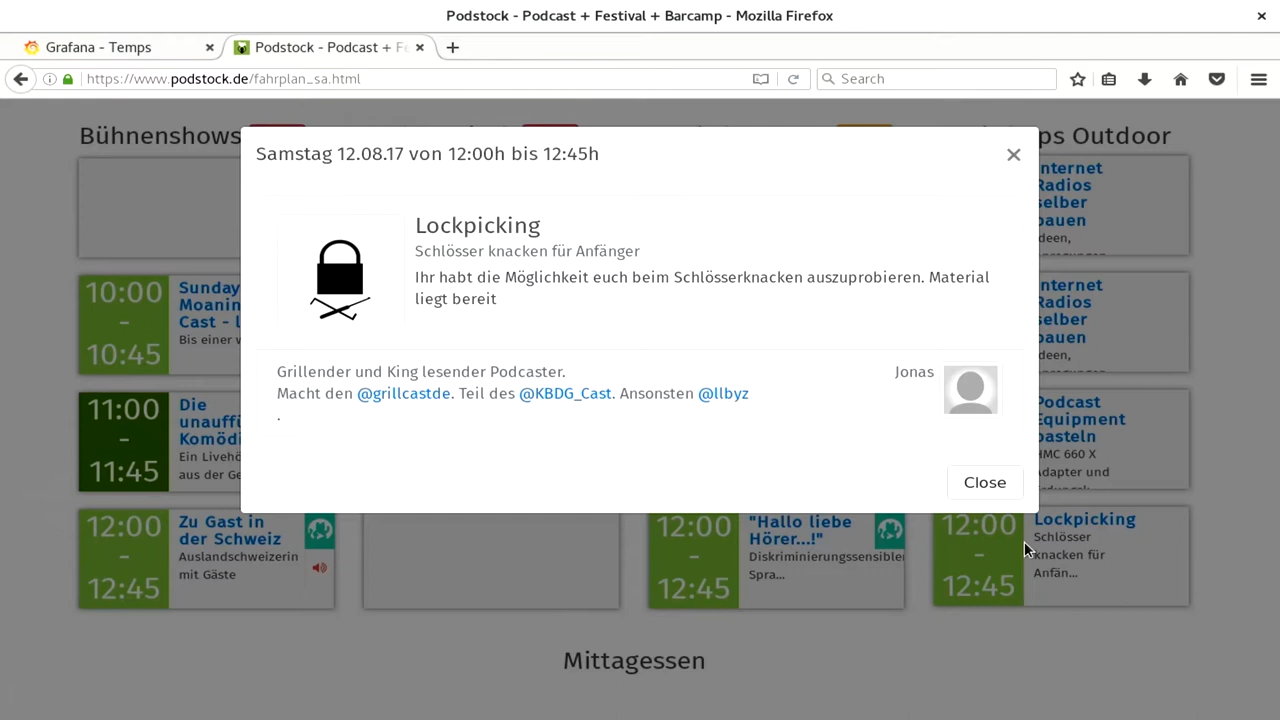 Podstock - Podcast + Festival + Barcamp - Mozilla Firefox
Grafana - Temps
Podstock - Podcast + Fe
https://www.podstock.de/fahrplan_sa.html
Search
Bühnenshows
ps Outdoor
Samstag 12.08.17 von 12:00h bis 12:45h
Lockpicking
Schlösser knacken für Anfänger
Ihr habt die Möglichkeit euch beim Schlösserknacken auszuprobieren. Material
liegt bereit
Grillender und King lesender Podcaster.
Macht den @grillcastde. Teil des @KBDG_Cast. Ansonsten @llbyz
.
Jonas
Close
10:00
-
10:45
Sunday
Moanin
Cast - l
Bis einer w
11:00
-
11:45
Die
unauffü
Komödi
Ein Livehö
aus der Ge
12:00
-
12:45
Zu Gast in
der Schweiz
Auslandschweizerin
mit Gäste
12:00
-
12:45
"Hallo liebe
Hörer...!"
Diskriminierungssensible
Spra...
nternet
Radios
selber
bauen
deen,
nternet
Radios
selber
bauen
deen,
Podcast
Equipment
basteln
HMC 660 X
Adapter und
12:00
-
12:45
Lockpicking
Schlösser
knacken für
Anfän...
Mittagessen